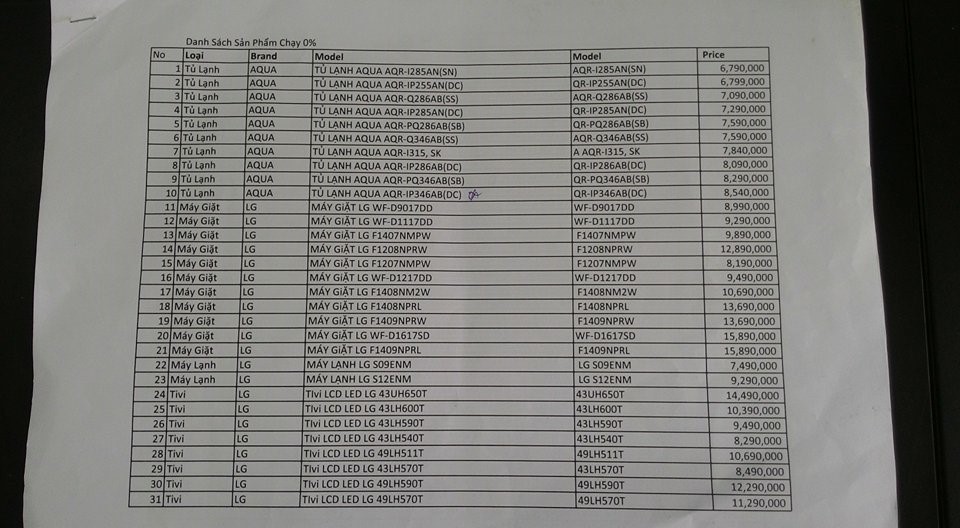 Danh Sách Sản Phẩm Chạy 0%
No Loại Brand Model Model Price
1 Tủ Lạnh AQUA TỦ LẠNH AQUA AQR-I285AN(SN) AQR-I285AN(SN) 6,790,000
2 Tủ Lạnh AQUA TỦ LẠNH AQUA AQR-IP255AN(DC) QR-IP255AN(DC) 6,799,000
3 Tủ Lạnh AQUA TỦ LẠNH AQUA AQR-Q286AB(SS) AQR-Q286AB(SS) 7,090,000
4 Tủ Lạnh AQUA TỦ LẠNH AQUA AQR-IP285AN(DC) QR-IP285AN(DC) 7,290,000
5 Tủ Lạnh AQUA TỦ LẠNH AQUA AQR-PQ286AB(SB) QR-PQ286AB(SB) 7,590,000
6 Tủ Lạnh AQUA TỦ LẠNH AQUA AQR-Q346AB(SS) AQR-Q346AB(SS) 7,590,000
7 Tủ Lạnh AQUA TỦ LẠNH AQUA AQR-I315, SK A AQR-I315, SK 7,840,000
8 Tủ Lạnh AQUA TỦ LẠNH AQUA AQR-IP286AB(DC) QR-IP286AB(DC) 8,090,000
9 Tủ Lạnh AQUA TỦ LẠNH AQUA AQR-PQ346AB(SB) QR-PQ346AB(SB) 8,290,000
10 Tủ Lạnh AQUA TỦ LẠNH AQUA AQR-IP346AB(DC) QR-IP346AB(DC) 8,540,000
11 Máy Giặt LG MÁY GIẶT LG WF-D9017DD WF-D9017DD 8,990,000
12 Máy Giặt LG MÁY GIẶT LG WF-D1117DD WF-D1117DD 9,290,000
13 Máy Giặt LG MÁY GIẶT LG F1407NMPW F1407NMPW 9,890,000
14 Máy Giặt LG MÁY GIẶT LG F1208NPRW F1208NPRW 12,890,000
15 Máy Giặt LG MÁY GIẶT LG F1207NMPW F1207NMPW 8,190,000
16 Máy Giặt LG MÁY GIẶT LG WF-D1217DD WF-D1217DD 9,490,000
17 Máy Giặt LG MÁY GIẶT LG F1408NM2W F1408NM2W 10,690,000
18 Máy Giặt LG MÁY GIẶT LG F1408NPRL F1408NPRL 13,690,000
19 Máy Giặt LG MÁY GIẶT LG F1409NPRW F1409NPRW 13,690,000
20 Máy Giặt LG MÁY GIẶT LG WF-D1617SD WF-D1617SD 15,890,000
21 Máy Giặt LG MÁY GIẶT LG F1409NPRL F1409NPRL 15,890,000
22 Máy Lạnh LG MÁY LẠNH LG S09ENM LG S09ENM 7,490,000
23 Máy Lạnh LG MÁY LẠNH LG S12ENM LG S12ENM 9,290,000
24 Tivi LG TIvi LCD LED LG 43UH650T 43UH650T 14,490,000
25 Tivi LG TIvi LCD LED LG 43LH600T 43LH600T 10,390,000
26 Tivi LG TIvi LCD LED LG 43LH590T 43LH590T 9,490,000
27 Tivi LG TIvi LCD LED LG 43LH540T 43LH540T 8,290,000
28 Tivi LG TIvi LCD LED LG 49LH511T 49LH511T 10,690,000
29 Tivi LG TIvi LCD LED LG 43LH570T 43LH570T 8,490,000
30 Tivi LG TIvi LCD LED LG 49LH590T 49LH590T 12,290,000
31 Tivi LG TIvi LCD LED LG 49LH570T 49LH570T 11,290,000